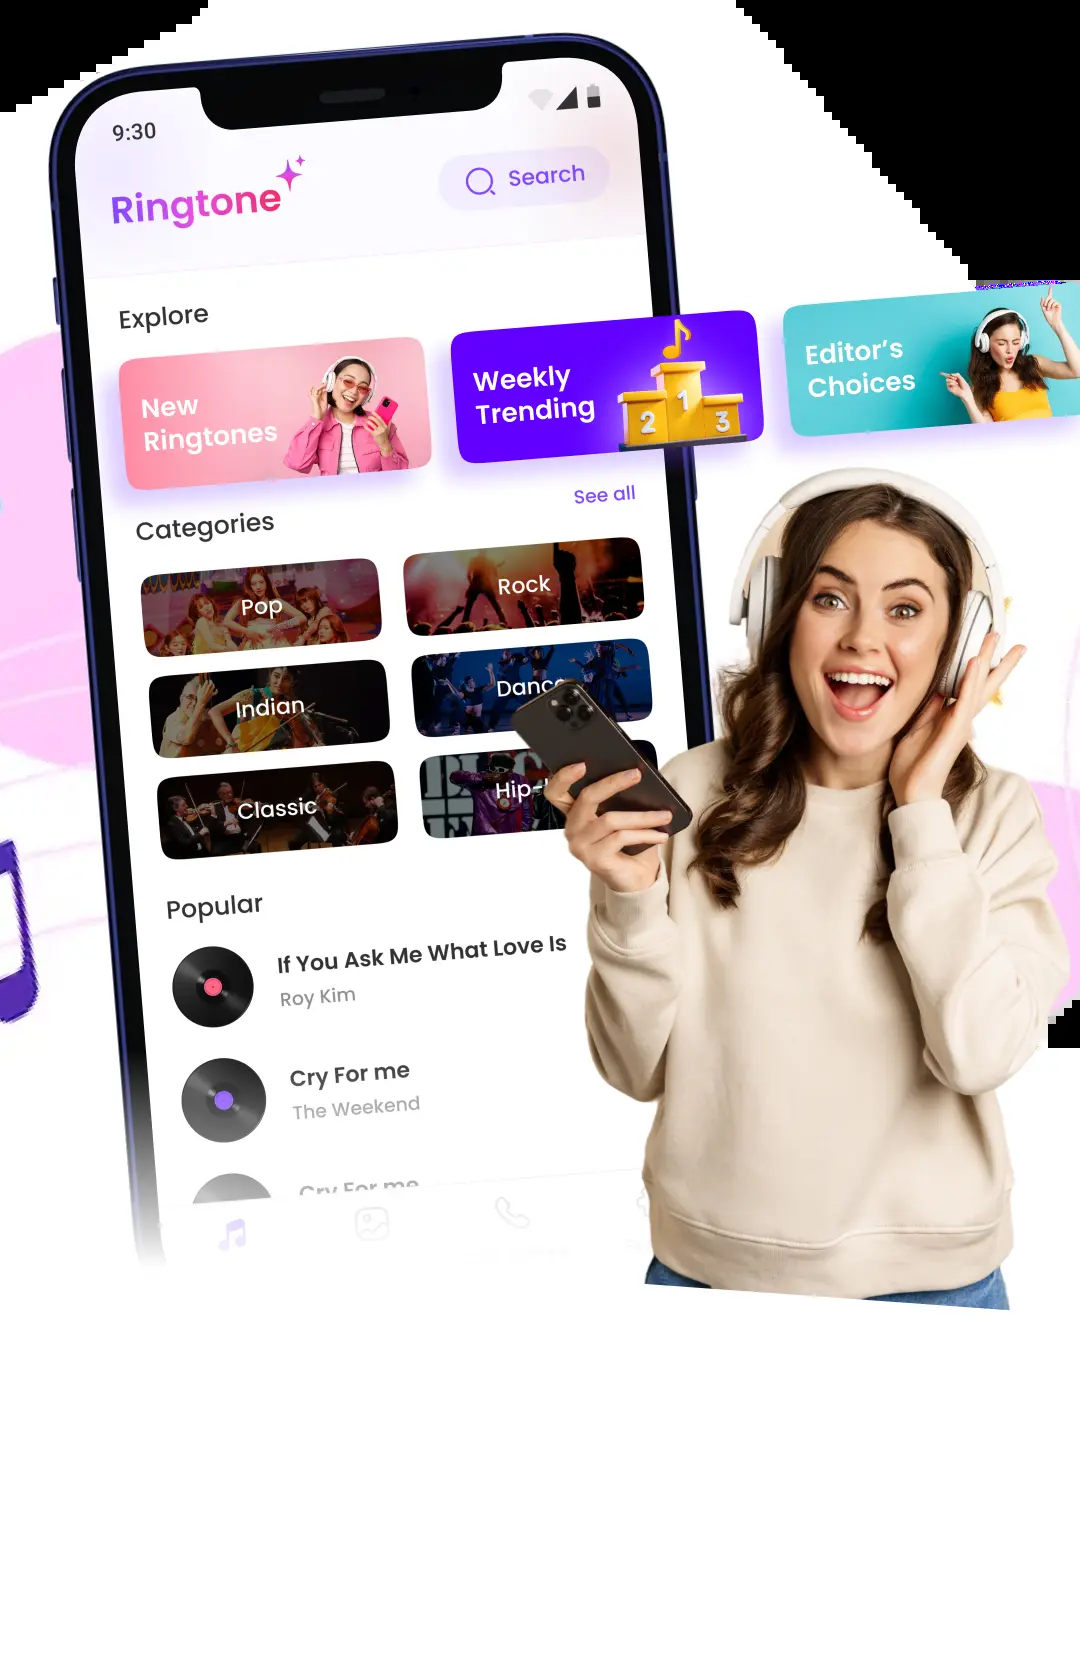 9:30
Ringtone
Search
Explore
New
Ringtones
Weekly
Trending
2
1
3
Editor’s
Choices
See all
Categories
Pop
Rock
Indian
Danc
Classic
Hip-
Popular
If You Ask Me What Love Is
Roy Kim
Cry For me
The Weekend
Cry For me